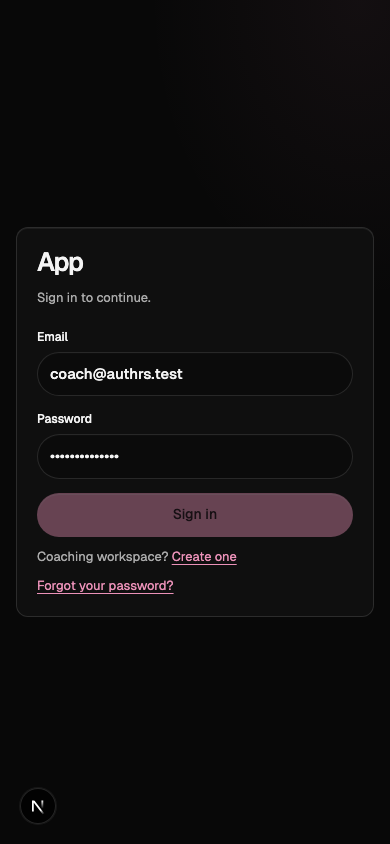 App
Sign in to continue.
Email
coach@authrs.test
Password
••••••••••••••
Sign in
Coaching workspace? Create one
Forgot your password?
N